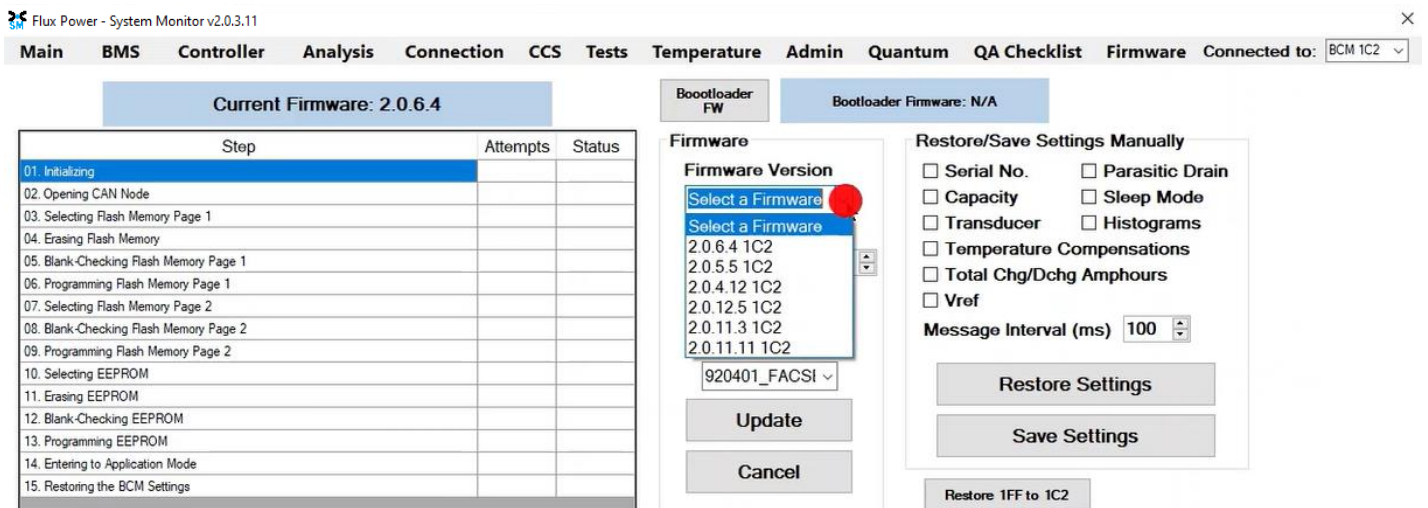 SM Flux Power - System Monitor v2.0.3.11
Main BMS Controller Analysis Connection CCS Tests Temperature Admin Quantum QA Checklist Firmware Connected to: BCM 1C2
Current Firmware: 2.0.6.4
Boootloader
FW
Bootloader Firmware: N/A
Step Attempts Status
01. Initializing
02. Opening CAN Node
03. Selecting Flash Memory Page 1
04. Erasing Flash Memory
05. Blank-Checking Flash Memory Page 1
06. Programming Flash Memory Page 1
07. Selecting Flash Memory Page 2
08. Blank-Checking Flash Memory Page 2
09. Programming Flash Memory Page 2
10. Selecting EEPROM
11. Erasing EEPROM
12. Blank-Checking EEPROM
13. Programming EEPROM
14. Entering to Application Mode
15. Restoring the BCM Settings
Firmware
Firmware Version
Select a Firmware
Select a Firmware
2.0.6.4 1C2
2.0.5.5 1C2
2.0.4.12 1C2
2.0.12.5 1C2
2.0.11.3 1C2
2.0.11.11 1C2
Update
Cancel
Restore/Save Settings Manually
Serial No. Parasitic Drain
Capacity Sleep Mode
Transducer Histograms
Temperature Compensations
Total Chg/Dchg Amphours
Vref
Message Interval (ms) 100
Restore Settings
Save Settings
Restore 1FF to 1C2